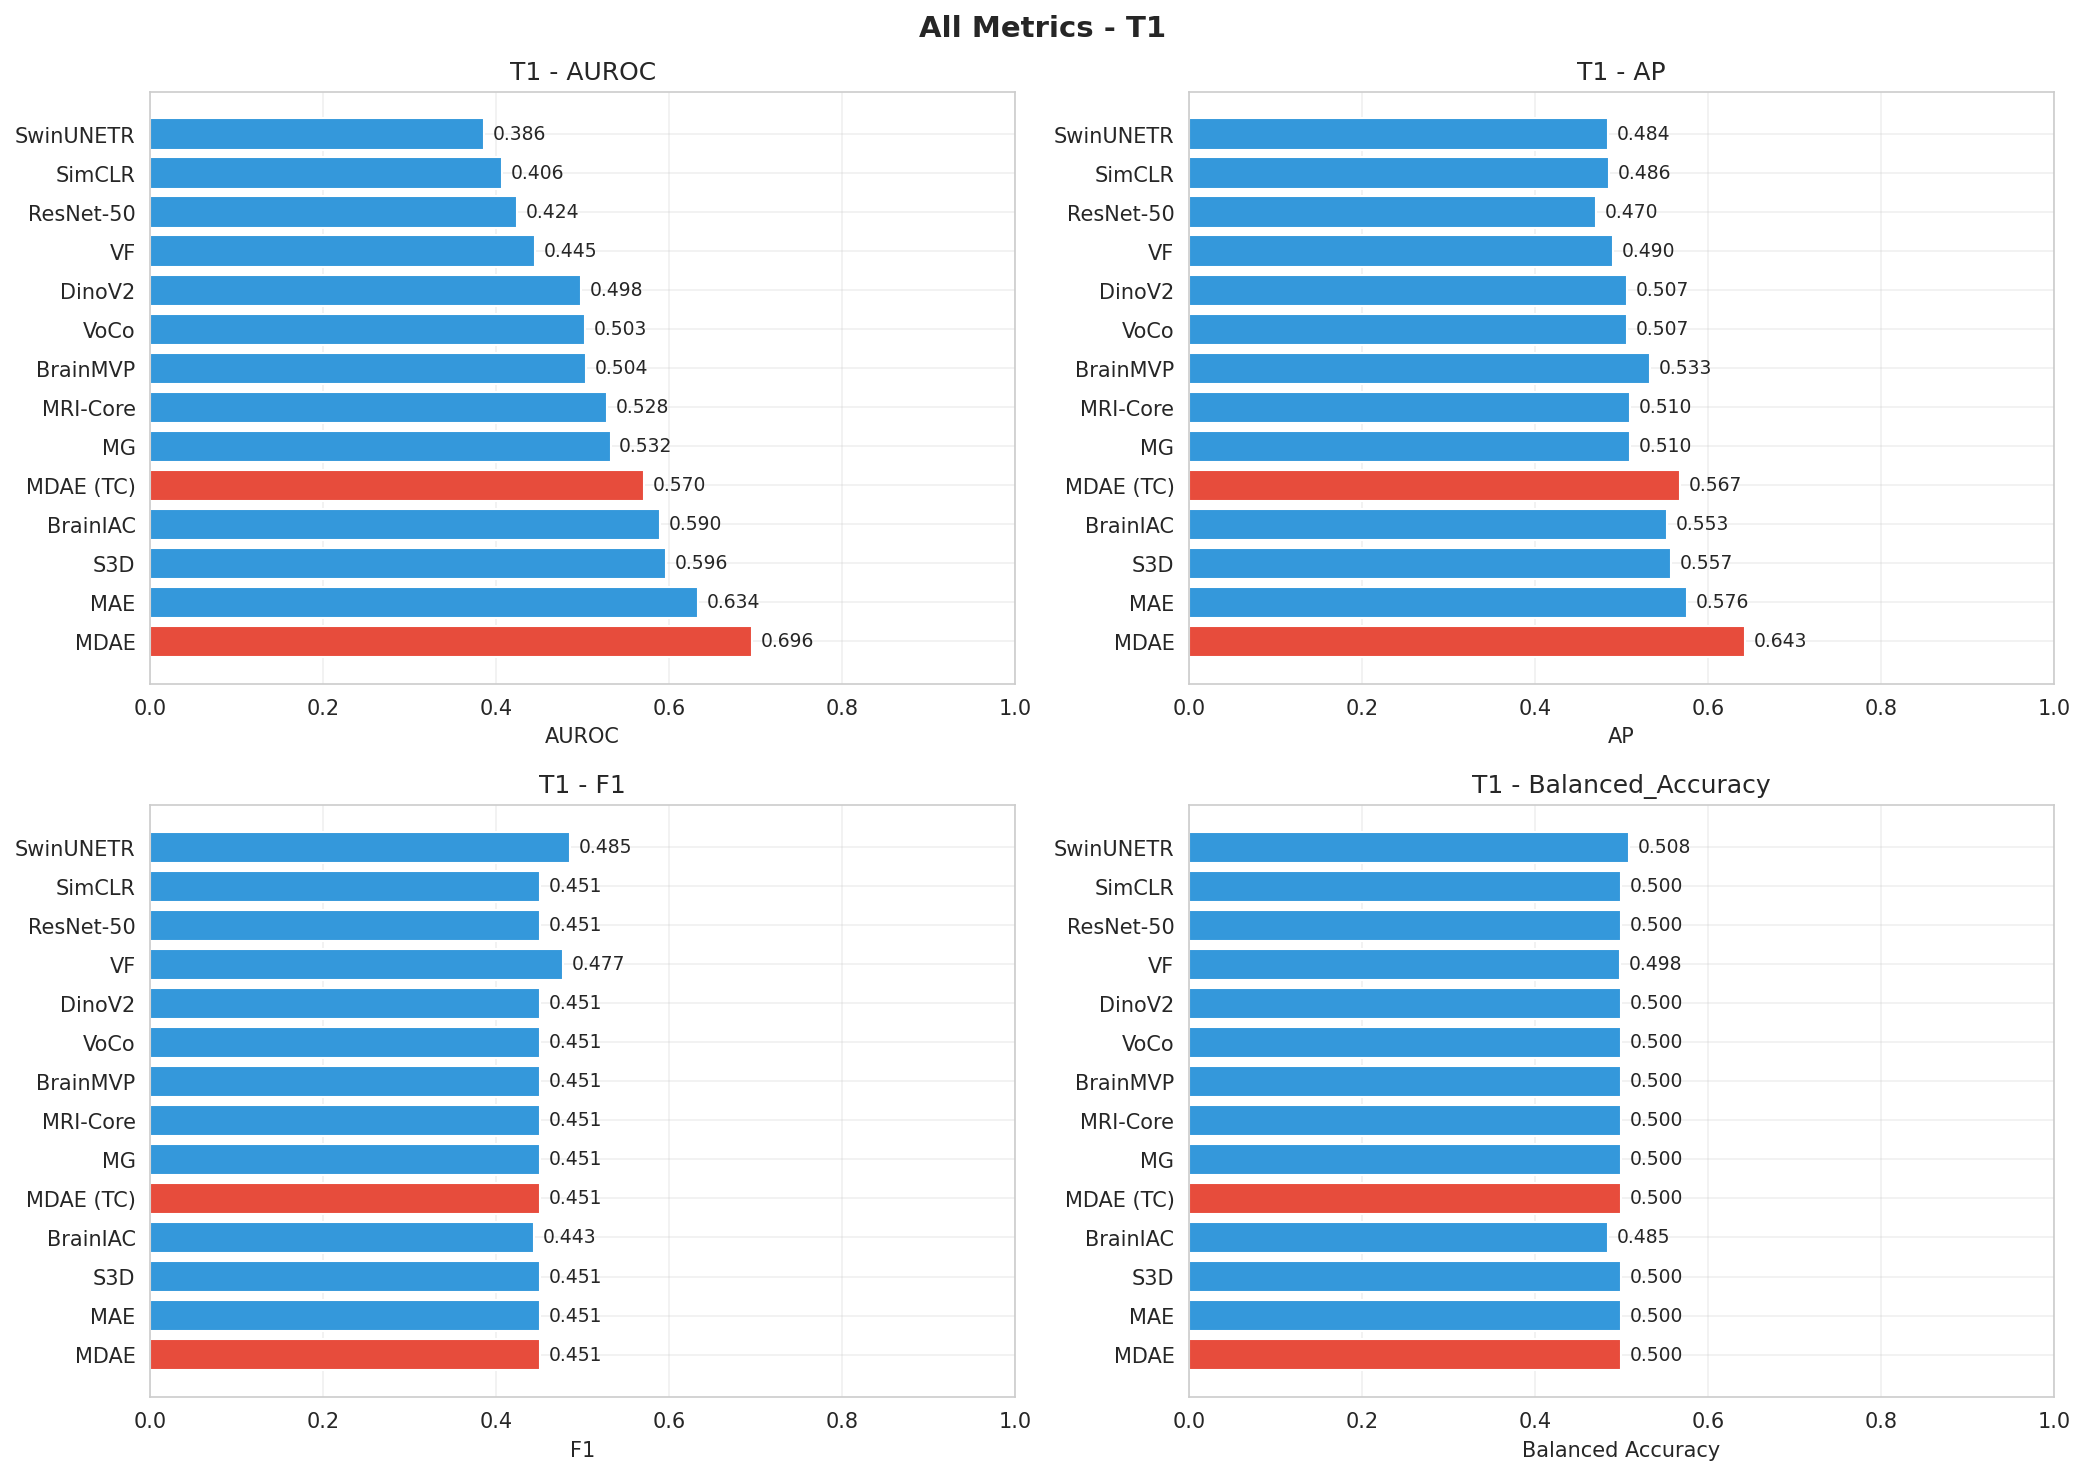 All Metrics - T1
T1 - AUROC
SwinUNETR 0.386
SimCLR 0.406
ResNet-50 0.424
VF 0.445
DinoV2 0.498
VoCo 0.503
BrainMVP 0.504
MRI-Core 0.528
MG 0.532
MDAE (TC) 0.570
BrainIAC 0.590
S3D 0.596
MAE 0.634
MDAE 0.696
0.0 0.2 0.4 0.6 0.8 1.0
AUROC
T1 - AP
SwinUNETR 0.484
SimCLR 0.486
ResNet-50 0.470
VF 0.490
DinoV2 0.507
VoCo 0.507
BrainMVP 0.533
MRI-Core 0.510
MG 0.510
MDAE (TC) 0.567
BrainIAC 0.553
S3D 0.557
MAE 0.576
MDAE 0.643
0.0 0.2 0.4 0.6 0.8 1.0
AP
T1 - F1
SwinUNETR 0.485
SimCLR 0.451
ResNet-50 0.451
VF 0.477
DinoV2 0.451
VoCo 0.451
BrainMVP 0.451
MRI-Core 0.451
MG 0.451
MDAE (TC) 0.451
BrainIAC 0.443
S3D 0.451
MAE 0.451
MDAE 0.451
0.0 0.2 0.4 0.6 0.8 1.0
F1
T1 - Balanced_Accuracy
SwinUNETR 0.508
SimCLR 0.500
ResNet-50 0.500
VF 0.498
DinoV2 0.500
VoCo 0.500
BrainMVP 0.500
MRI-Core 0.500
MG 0.500
MDAE (TC) 0.500
BrainIAC 0.485
S3D 0.500
MAE 0.500
MDAE 0.500
0.0 0.2 0.4 0.6 0.8 1.0
Balanced Accuracy